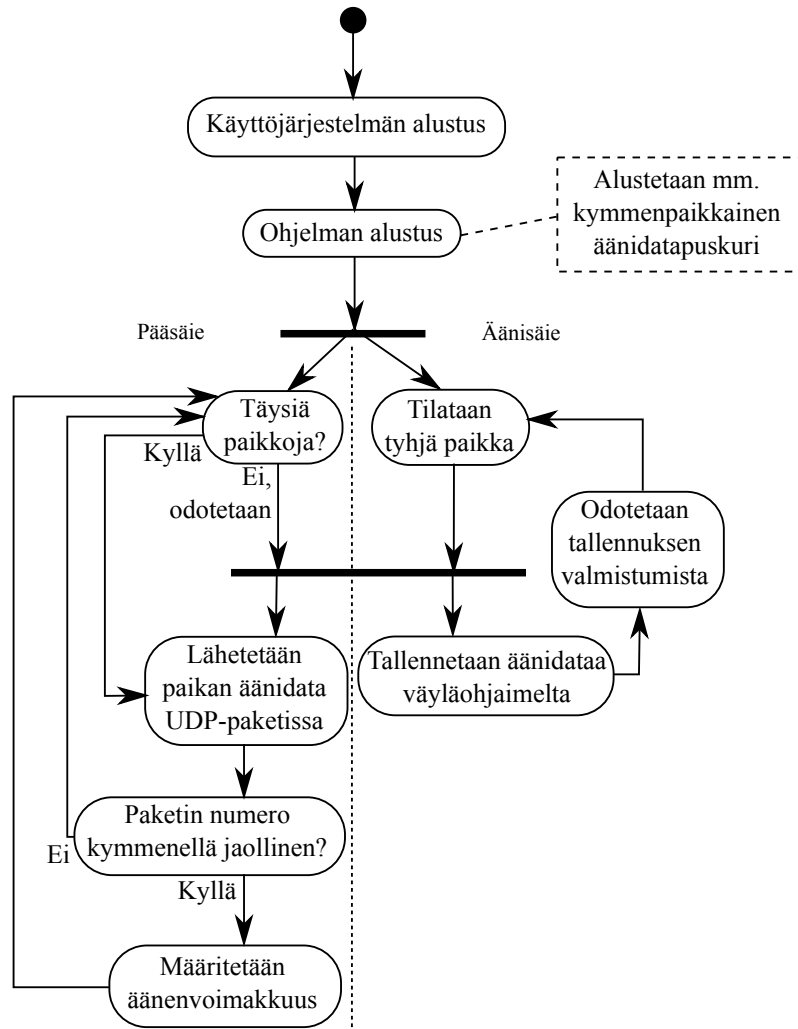 Käyttöjärjestelmän alustus
Ohjelman alustus
Alustetaan mm.
kymmenpaikkainen
äänidatapuskuri
Pääsäie
Äänisäie
Täysiä
paikkoja?
Tilataan
tyhjä paikka
Kyllä
Ei,
odotetaan
Odotetaan
tallennuksen
valmistumista
Lähetetään
paikan äänidata
UDP-paketissa
Tallennetaan äänidataa
väyläohjaimelta
Paketin numero
kymmenellä jaollinen?
Ei
Kyllä
Määritetään
äänenvoimakkuus